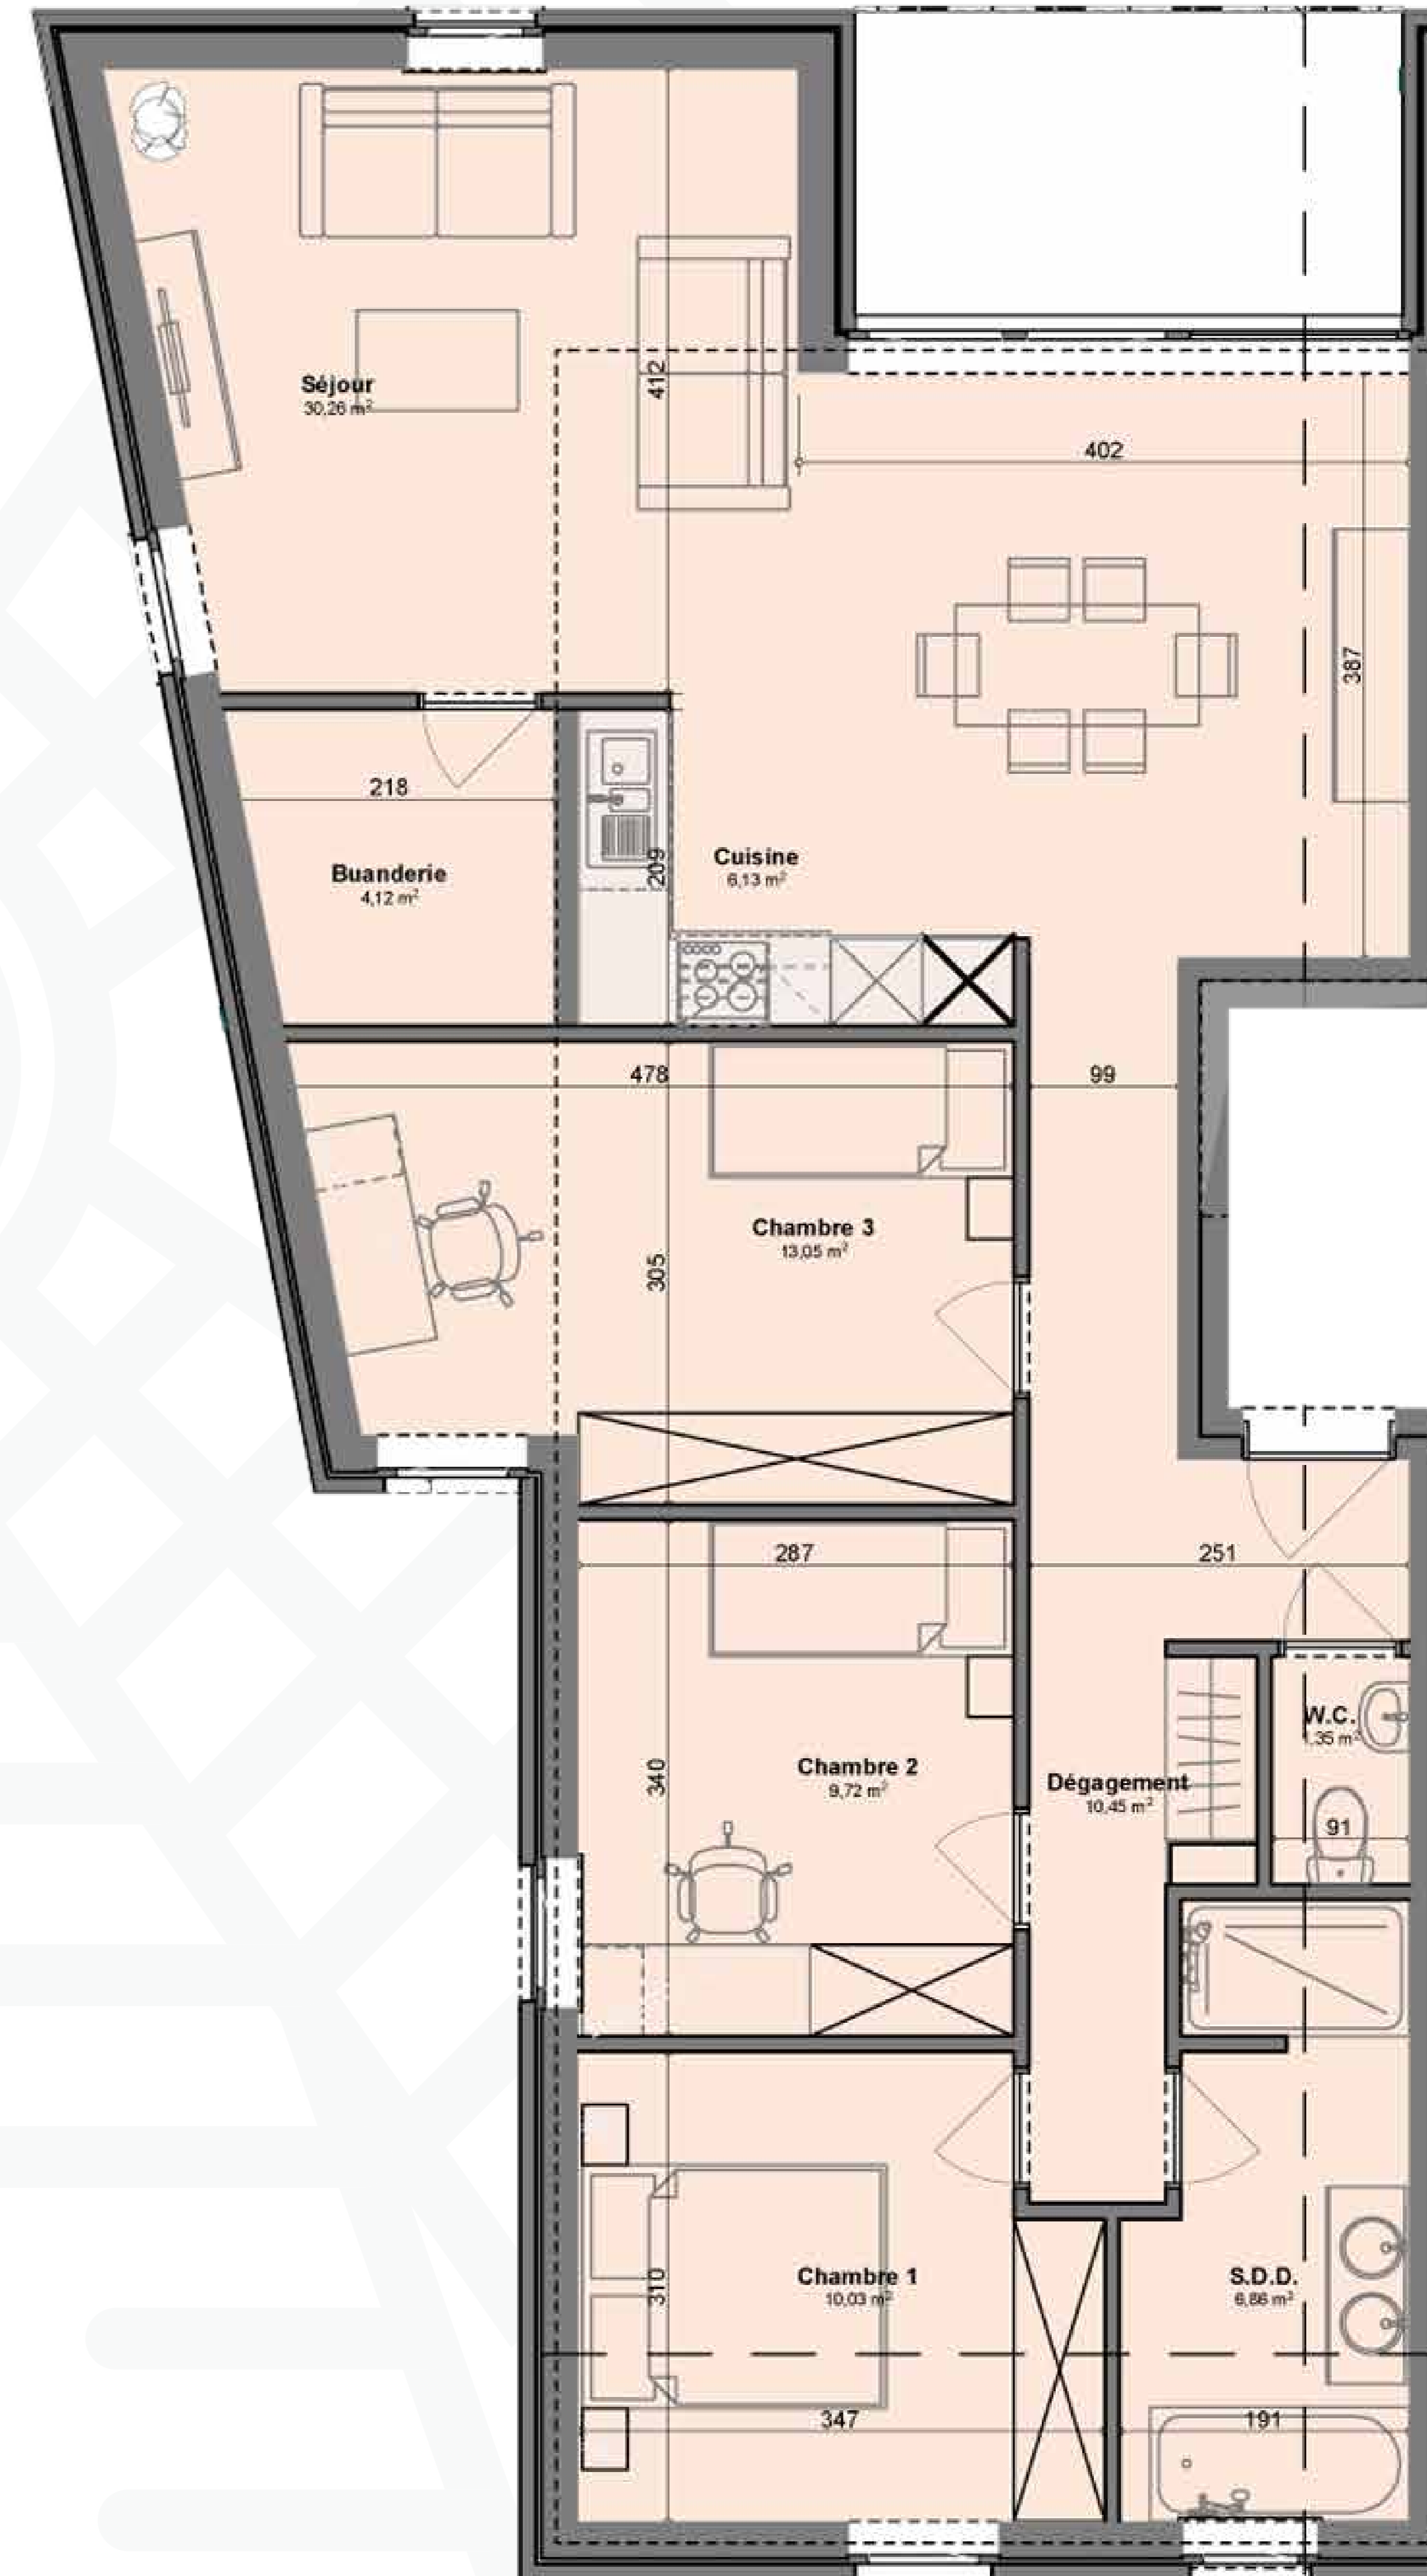 Séjour
30,26 m²
412
402
387
218
Buanderie
4,12 m²
209
Cuisine
6,13 m²
478
99
Chambre 3
13,05 m²
305
287
251
W.C.
1,35 m²
Chambre 2
9,72 m²
340
Dégagement
10,45 m²
91
Chambre 1
10,03 m²
310
S.D.D.
6,86 m²
347
191